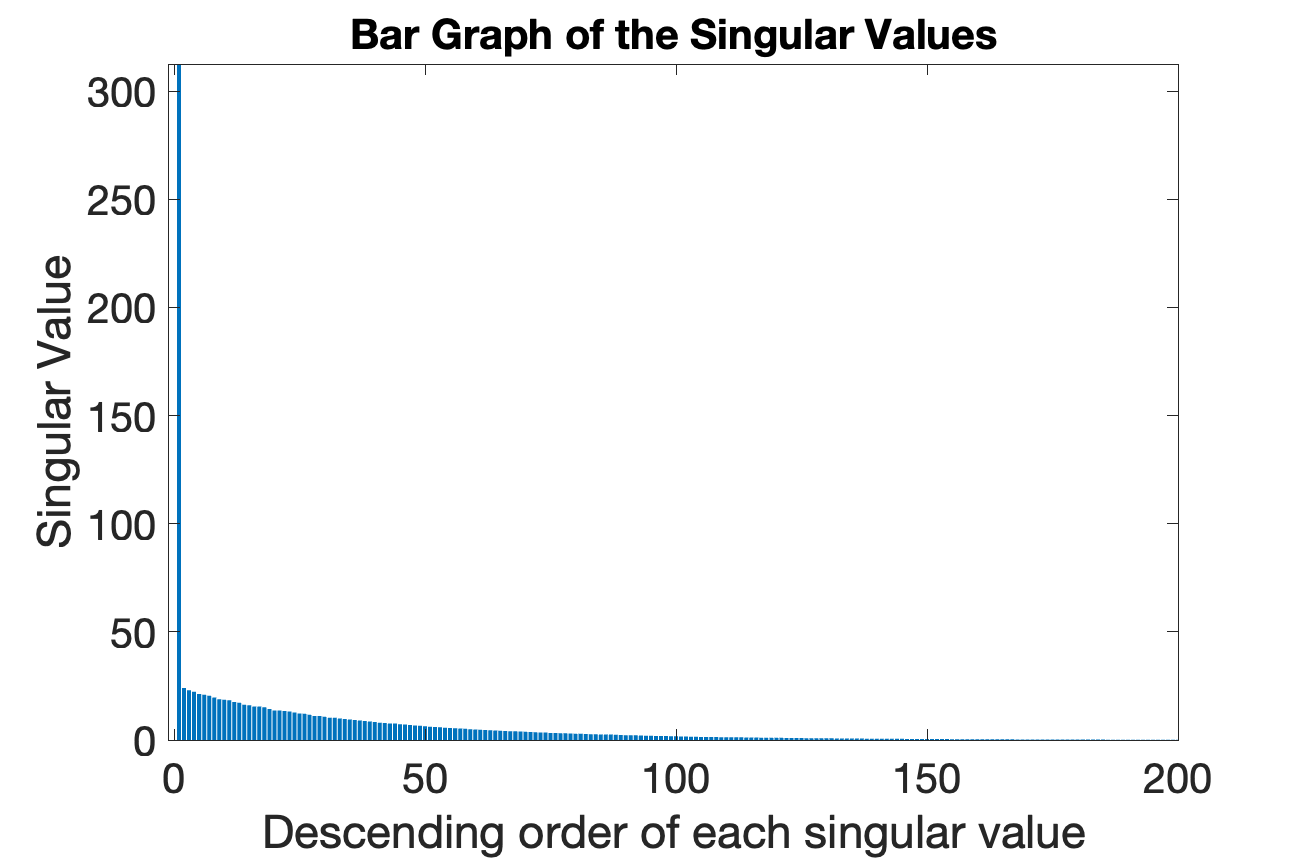 Bar Graph of the Singular Values
300
250
200
150
100
50
0
Singular Value
0 50 100 150 200
Descending order of each singular value